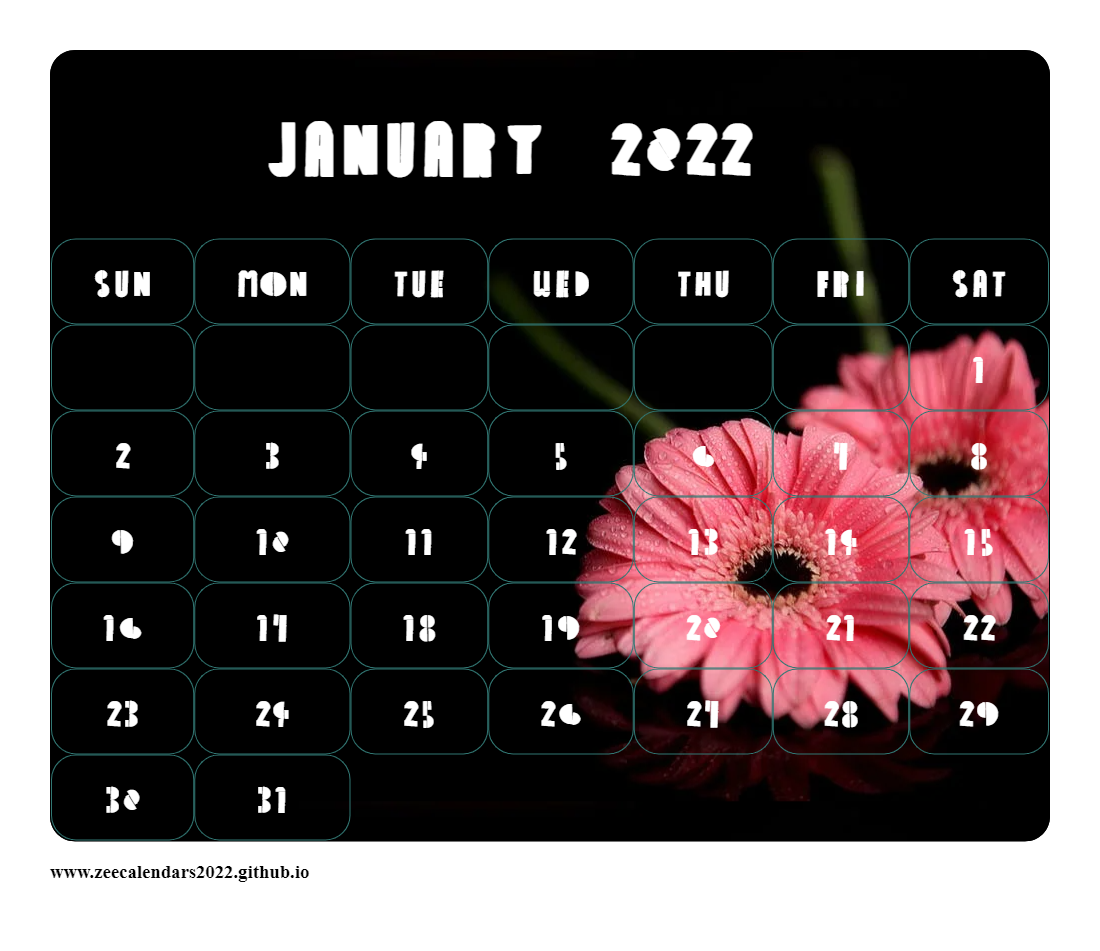 JANUARY 2022
SUN MON TUE WED THU FRI SAT
1
2 3 4 5 6 7 8
9 10 11 12 13 14 15
16 17 18 19 20 21 22
23 24 25 26 27 28 29
30 31
www.zeecalendars2022.github.io